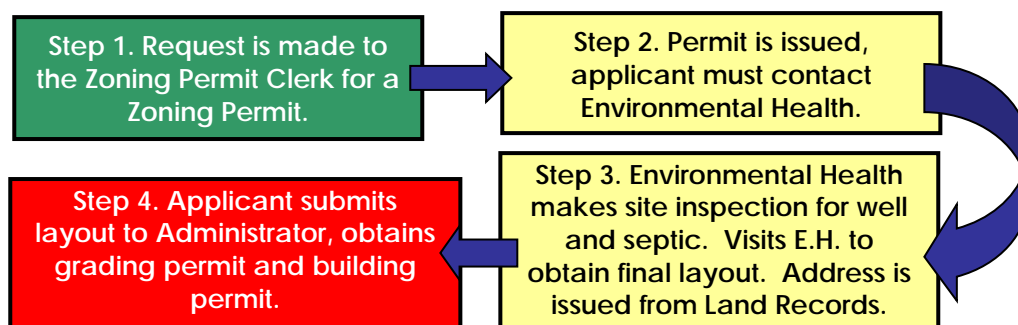 Step 1. Request is made to
the Zoning Permit Clerk for a
Zoning Permit.
Step 2. Permit is issued,
applicant must contact
Environmental Health.
Step 3. Environmental Health
makes site inspection for well
and septic.  Visits E.H. to
obtain final layout.  Address is
issued from Land Records.
Step 4. Applicant submits
layout to Administrator, obtains
grading permit and building
permit.